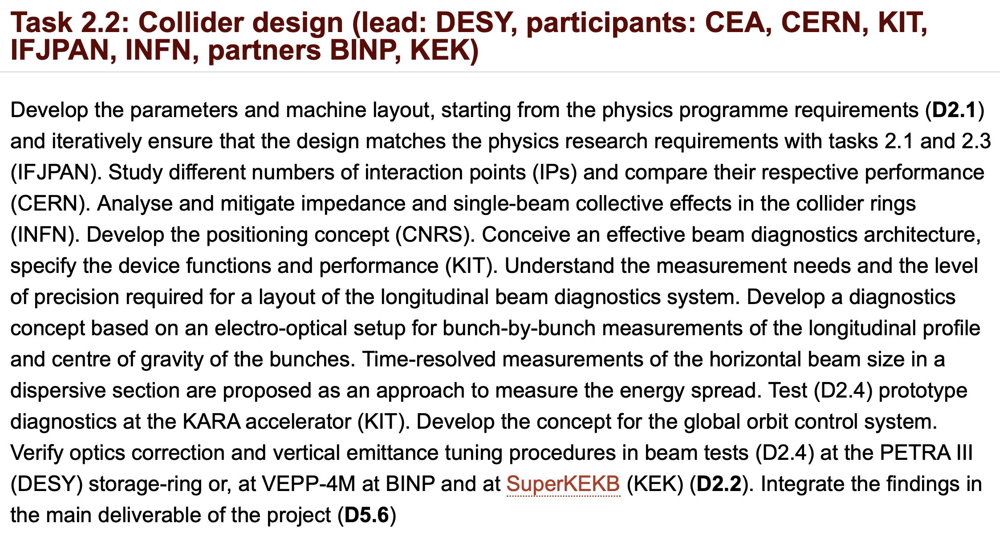 Task 2.2: Collider design (lead: DESY, participants: CEA, CERN, KIT,
IFJPAN, INFN, partners BINP, KEK)
Develop the parameters and machine layout, starting from the physics programme requirements (D2.1)
and iteratively ensure that the design matches the physics research requirements with tasks 2.1 and 2.3
(IFJPAN). Study different numbers of interaction points (IPs) and compare their respective performance
(CERN). Analyse and mitigate impedance and single-beam collective effects in the collider rings
(INFN). Develop the positioning concept (CNRS). Conceive an effective beam diagnostics architecture,
specify the device functions and performance (KIT). Understand the measurement needs and the level
of precision required for a layout of the longitudinal beam diagnostics system. Develop a diagnostics
concept based on an electro-optical setup for bunch-by-bunch measurements of the longitudinal profile
and centre of gravity of the bunches. Time-resolved measurements of the horizontal beam size in a
dispersive section are proposed as an approach to measure the energy spread. Test (D2.4) prototype
diagnostics at the KARA accelerator (KIT). Develop the concept for the global orbit control system.
Verify optics correction and vertical emittance tuning procedures in beam tests (D2.4) at the PETRA III
(DESY) storage-ring or, at VEPP-4M at BINP and at SuperKEKB (KEK) (D2.2). Integrate the findings in
the main deliverable of the project (D5.6)